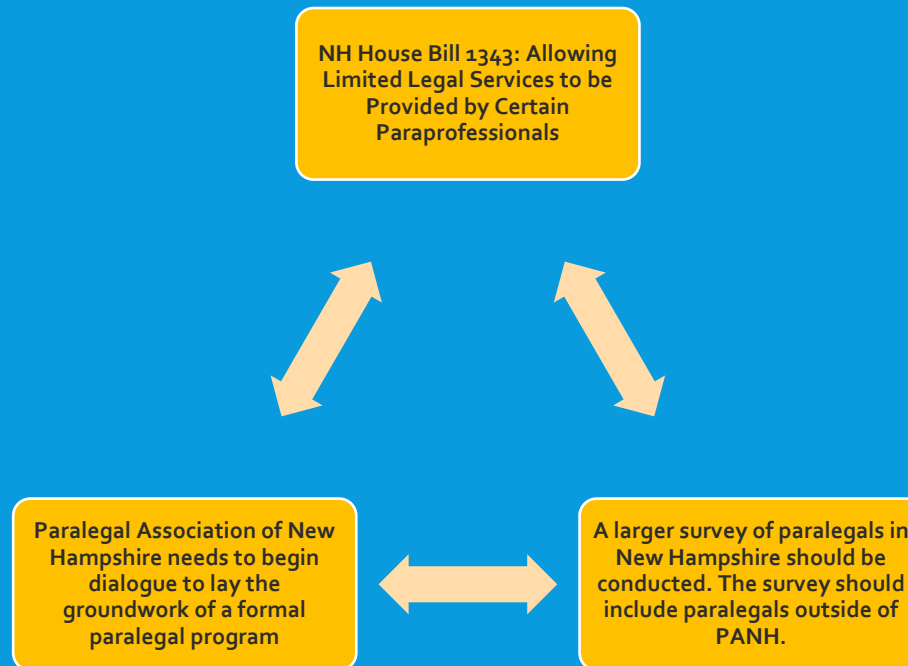 NH House Bill 1343: Allowing
Limited Legal Services to be
Provided by Certain
Paraprofessionals
Paralegal Association of New
Hampshire needs to begin
dialogue to lay the
groundwork of a formal
paralegal program
A larger survey of paralegals in
New Hampshire should be
conducted. The survey should
include paralegals outside of
PANH.